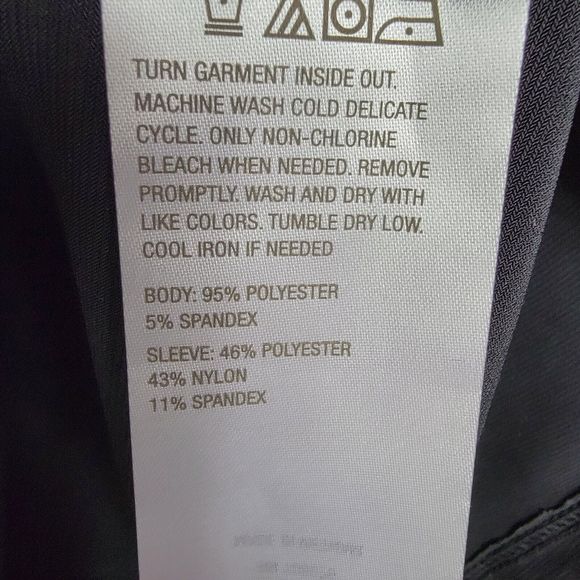 TURN GARMENT INSIDE OUT.
MACHINE WASH COLD DELICATE
CYCLE. ONLY NON-CHLORINE
BLEACH WHEN NEEDED. REMOVE
PROMPTLY. WASH AND DRY WITH
LIKE COLORS. TUMBLE DRY LOW.
COOL IRON IF NEEDED
BODY: 95% POLYESTER
5% SPANDEX
SLEEVE: 46% POLYESTER
43% NYLON
11% SPANDEX